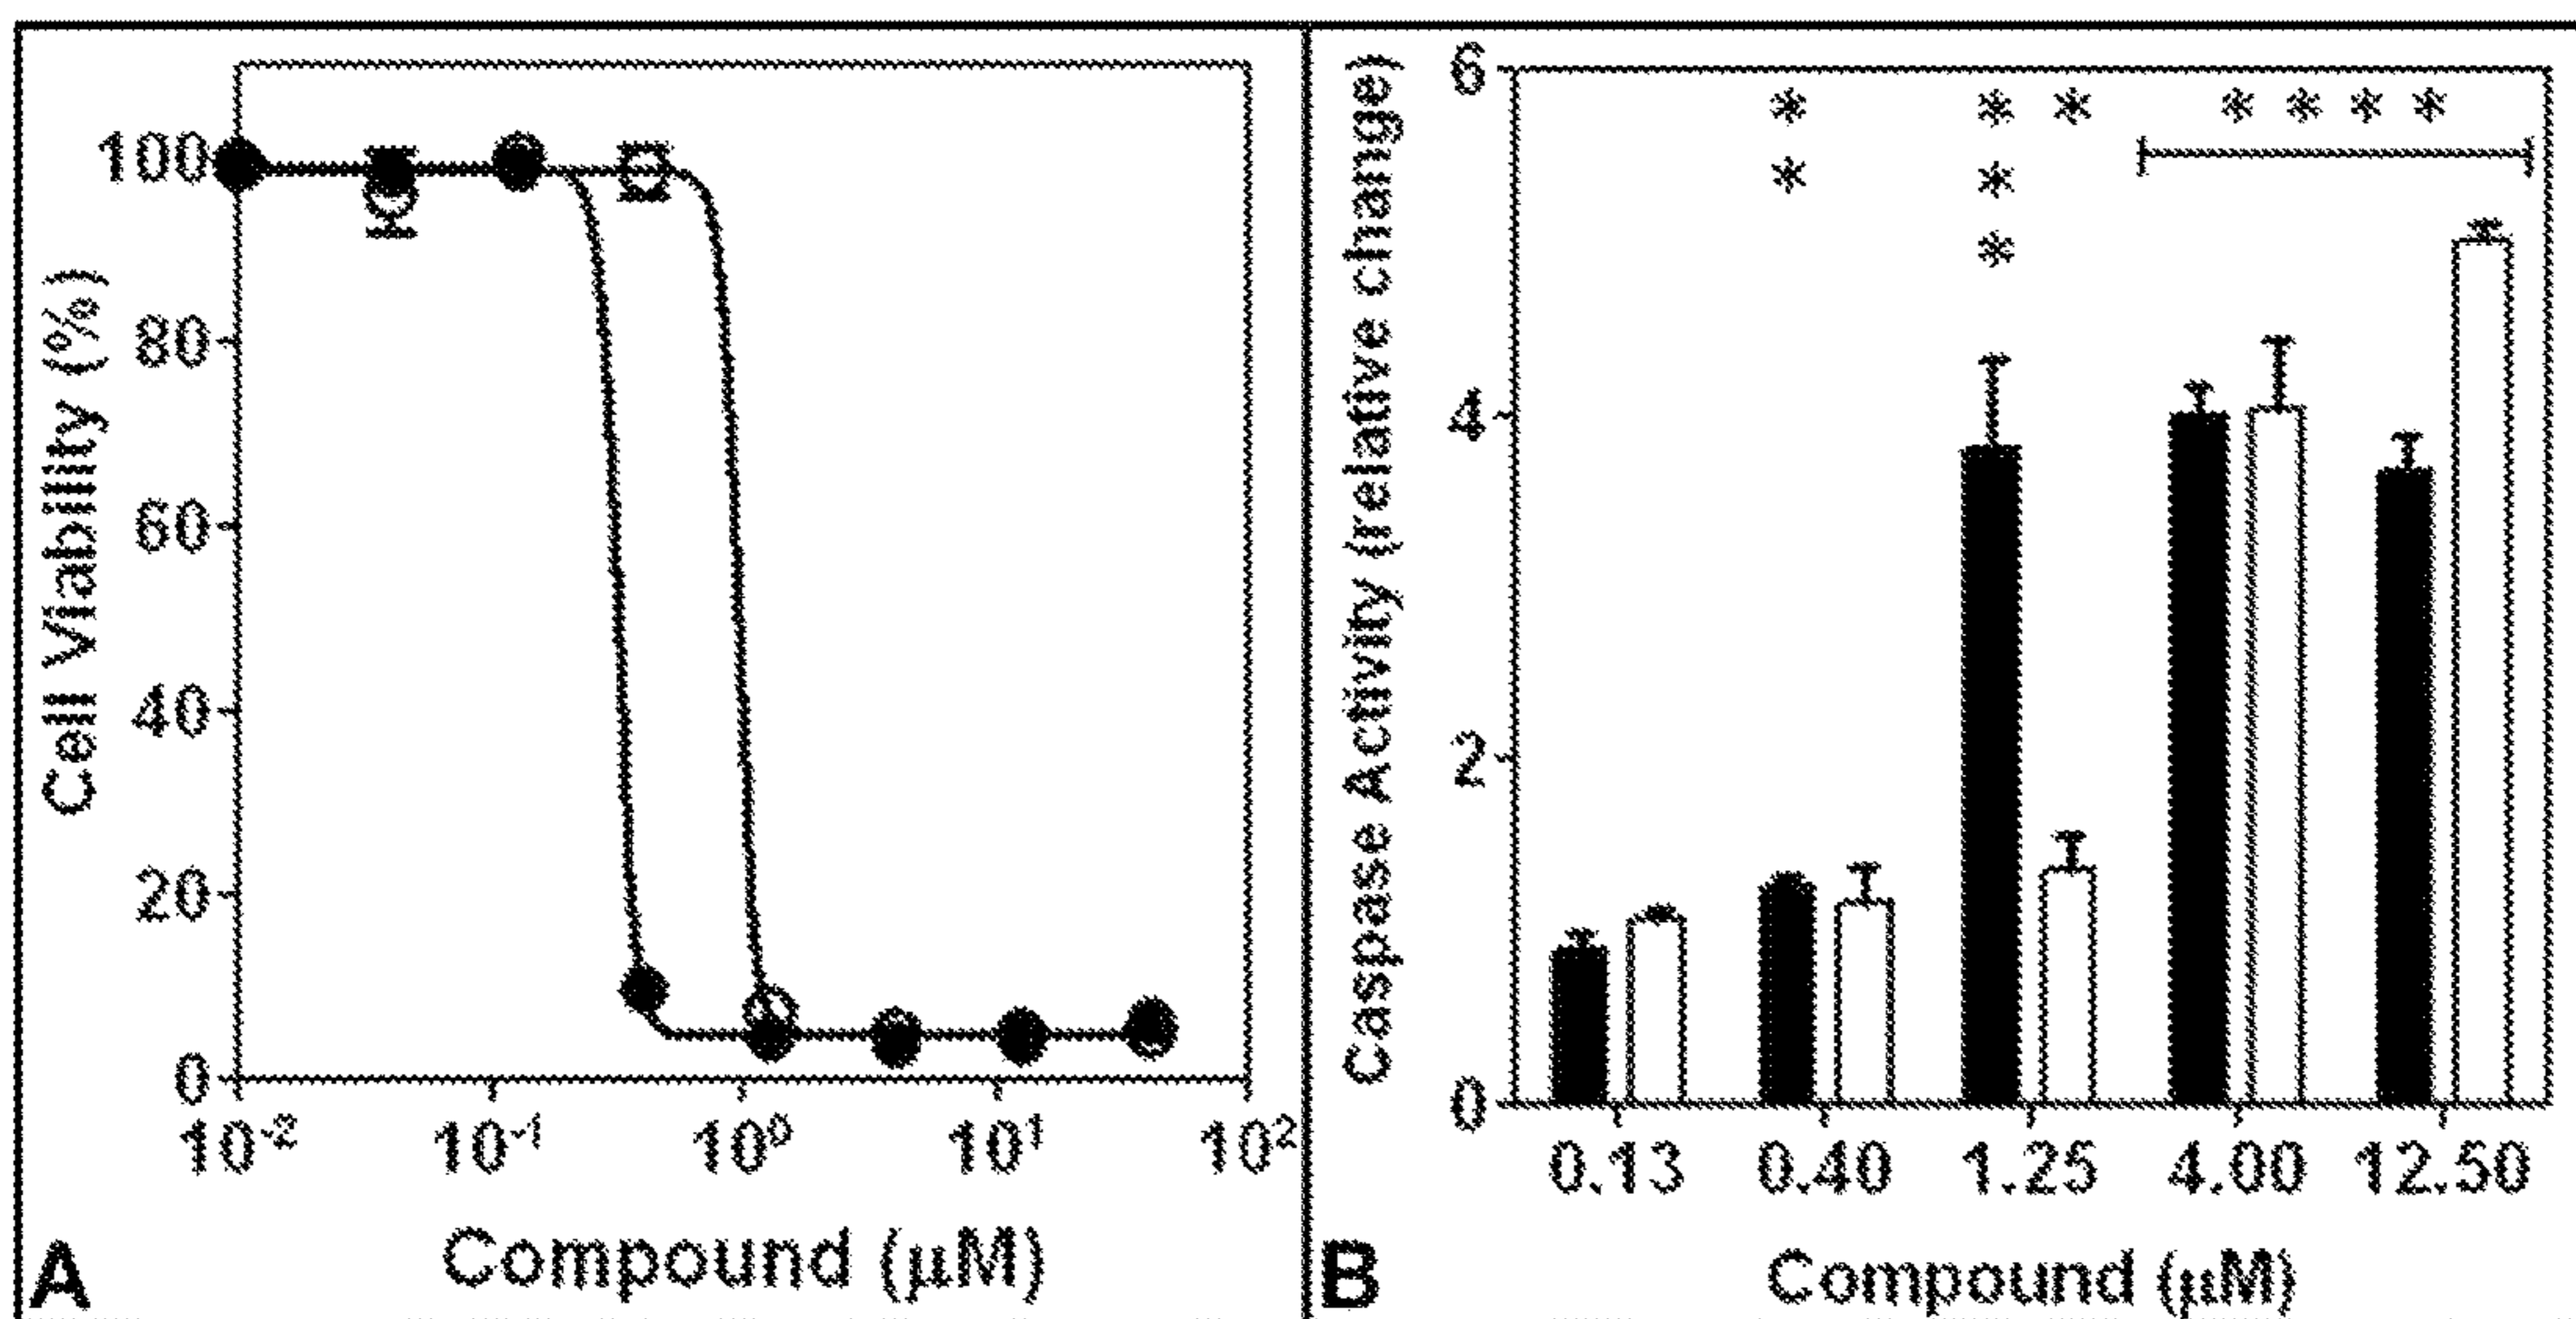 Cell Viability (%)
100
80
60
40
20
0
10⁻² 10⁻¹ 10⁰ 10¹ 10²
Compound (μM)
A
Caspase Activity (relative change)
6
4
2
0
* * * * * * *
* *
*
0.13 0.40 1.25 4.00 12.50
Compound (μM)
B